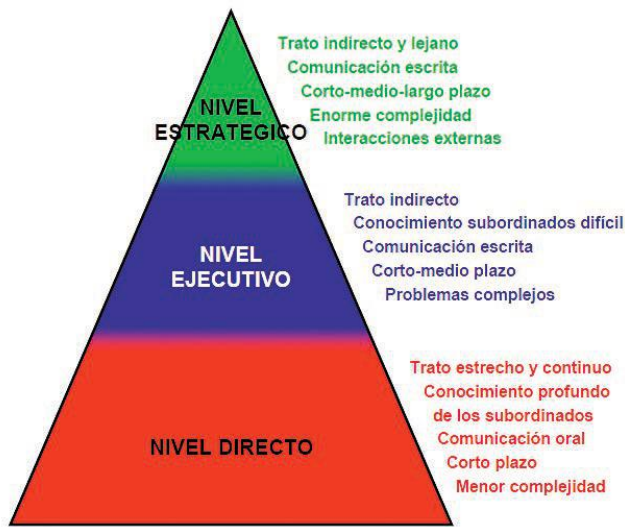 Trato indirecto y lejano
Comunicación escrita
Corto-medio-largo plazo
Enorme complejidad
Interacciones externas
NIVEL
ESTRATEGICO
Trato indirecto
Conocimiento subordinados difícil
Comunicación escrita
Corto-medio plazo
Problemas complejos
NIVEL
EJECUTIVO
Trato estrecho y continuo
Conocimiento profundo
de los subordinados
Comunicación oral
Corto plazo
Menor complejidad
NIVEL DIRECTO